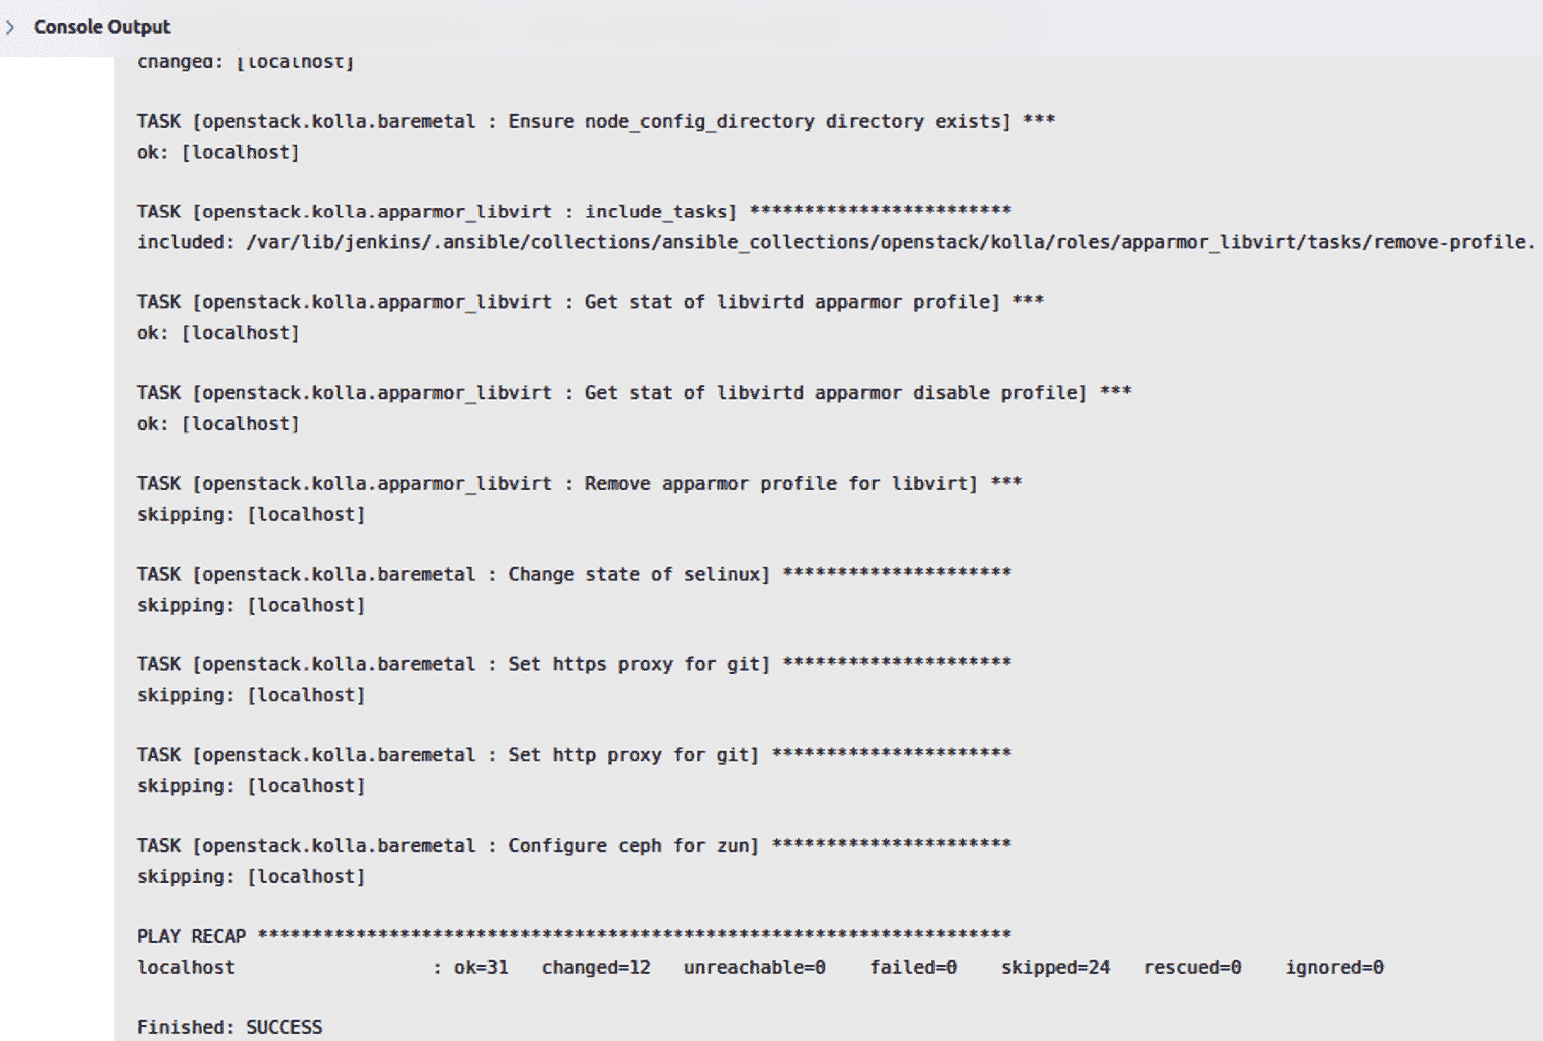 Console Output
changed: [localhost]
TASK [openstack.kolla.baremetal : Ensure node_config_directory directory exists] ***
ok: [localhost]
TASK [openstack.kolla.apparmor_libvirt : include_tasks] ************************
included: /var/lib/jenkins/.ansible/collections/ansible_collections/openstack/kolla/roles/apparmor_libvirt/tasks/remove-profile.
TASK [openstack.kolla.apparmor_libvirt : Get stat of libvirtd apparmor profile] ***
ok: [localhost]
TASK [openstack.kolla.apparmor_libvirt : Get stat of libvirtd apparmor disable profile] ***
ok: [localhost]
TASK [openstack.kolla.apparmor_libvirt : Remove apparmor profile for libvirt] ***
skipping: [localhost]
TASK [openstack.kolla.baremetal : Change state of selinux] *********************
skipping: [localhost]
TASK [openstack.kolla.baremetal : Set https proxy for git] *********************
skipping: [localhost]
TASK [openstack.kolla.baremetal : Set http proxy for git] **********************
skipping: [localhost]
TASK [openstack.kolla.baremetal : Configure ceph for zun] **********************
skipping: [localhost]
PLAY RECAP *********************************************************************
localhost : ok=31 changed=12 unreachable=0 failed=0 skipped=24 rescued=0 ignored=0
Finished: SUCCESS